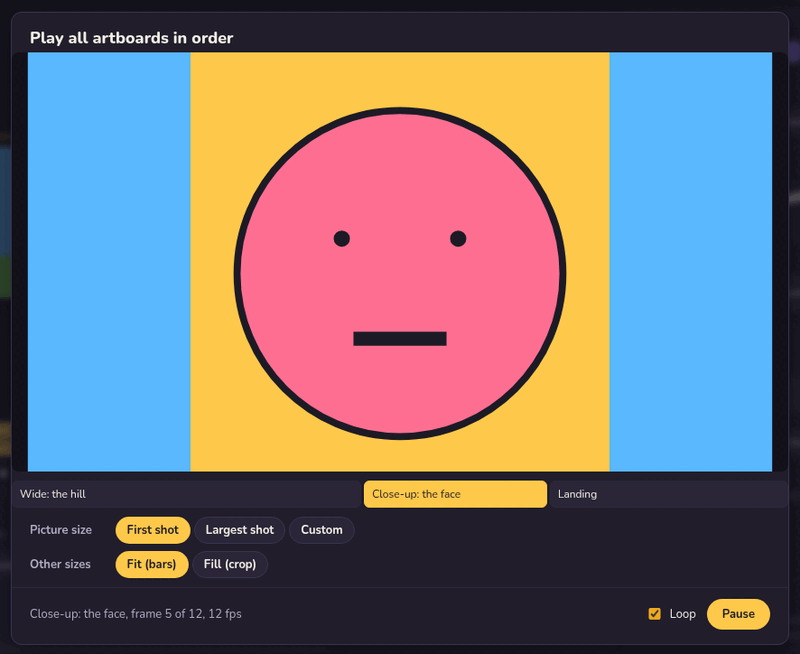 Play all artboards in order
Wide: the hill
Close-up: the face
Landing
Picture size
First shot
Largest shot
Custom
Other sizes
Fit (bars)
Fill (crop)
Close-up: the face, frame 5 of 12, 12 fps
Loop
Pause